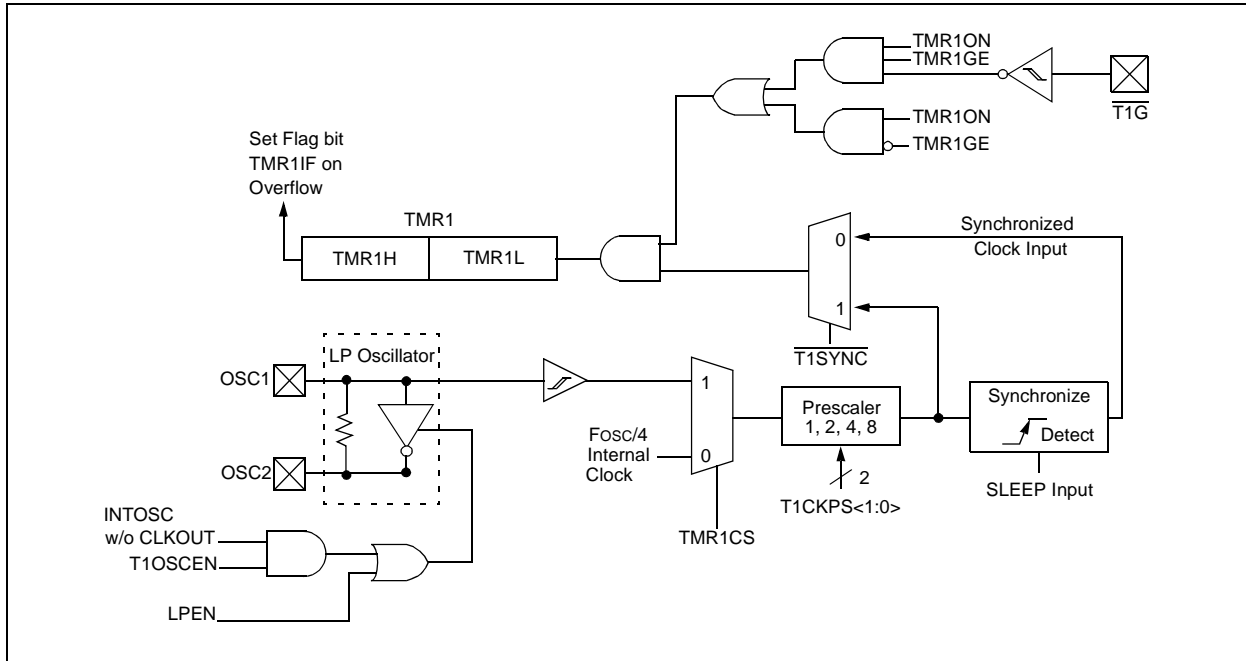 TMR1ON
TMR1GE
T1G
TMR1ON
TMR1GE
Set Flag bit
TMR1IF on
Overflow
TMR1
TMR1H
TMR1L
0
1
Synchronized
Clock Input
T1SYNC
LP Oscillator
OSC1
OSC2
1
0
FOSC/4
Internal
Clock
TMR1CS
Prescaler
1, 2, 4, 8
2
T1CKPS<1:0>
Synchronize
Detect
SLEEP Input
INTOSC
w/o CLKOUT
T1OSCEN
LPEN